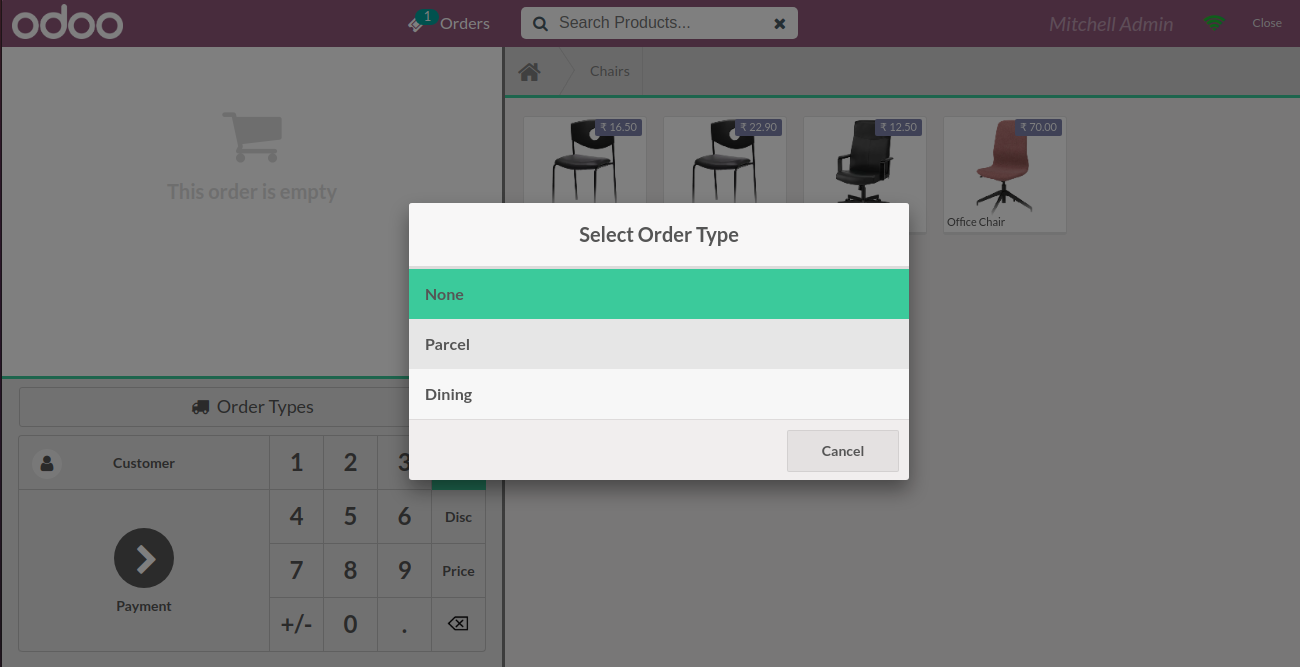 odoo
1
Orders
Search Products...
Mitchell Admin
Close
This order is empty
Chairs
₹ 16.50
₹ 22.90
₹ 12.50
₹ 70.00
Office Chair
Select Order Type
None
Parcel
Dining
Cancel
Order Types
Customer
1 2 3
4 5 6 Disc
7 8 9 Price
+/- 0 .
Payment